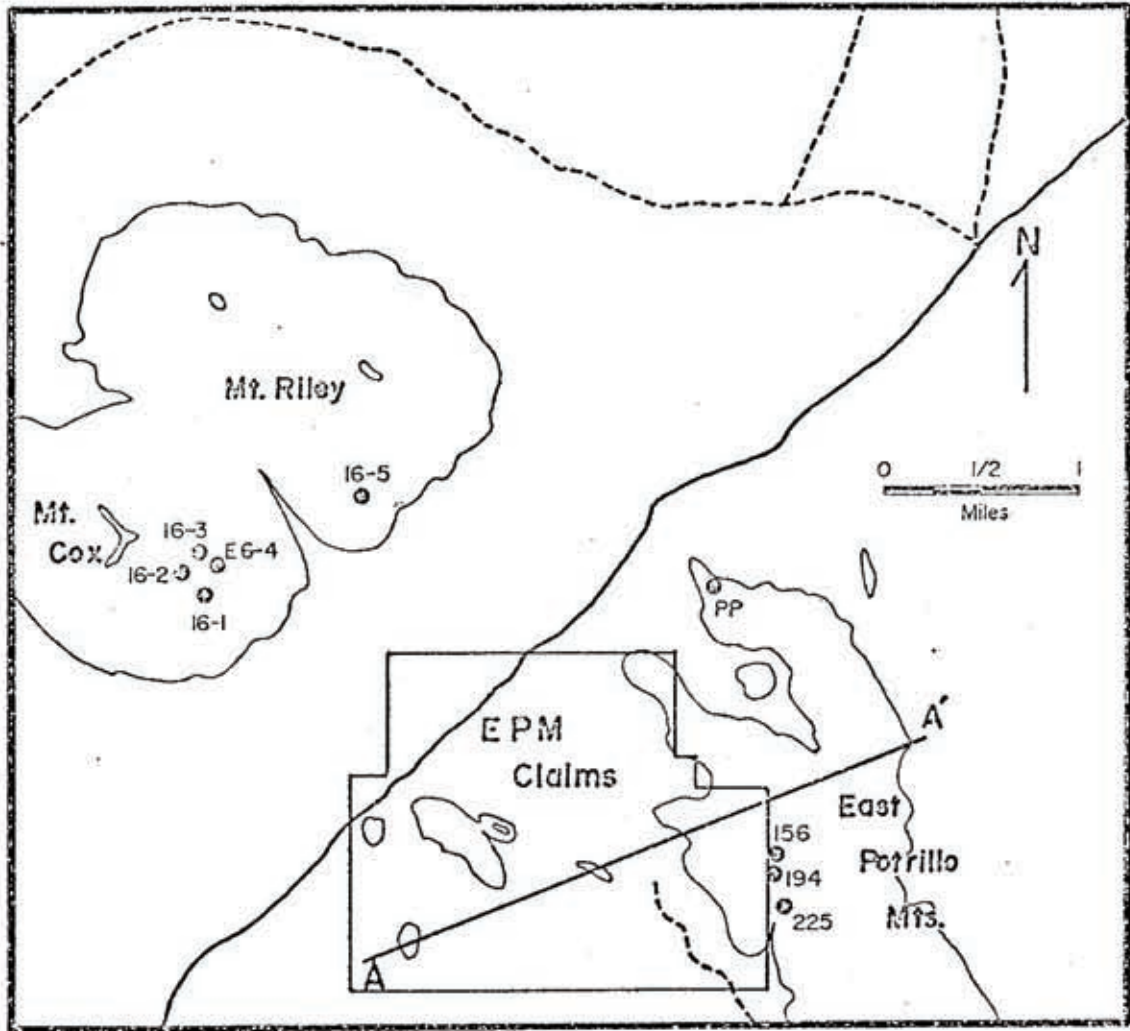 N
Mt. Riley
0 1/2 1
Miles
16-5
Mt.
Cox
16-3
E6-4
16-2
16-1
PP
EPM
Claims
A'
East
Potrillo
Mts.
156
194
225
A